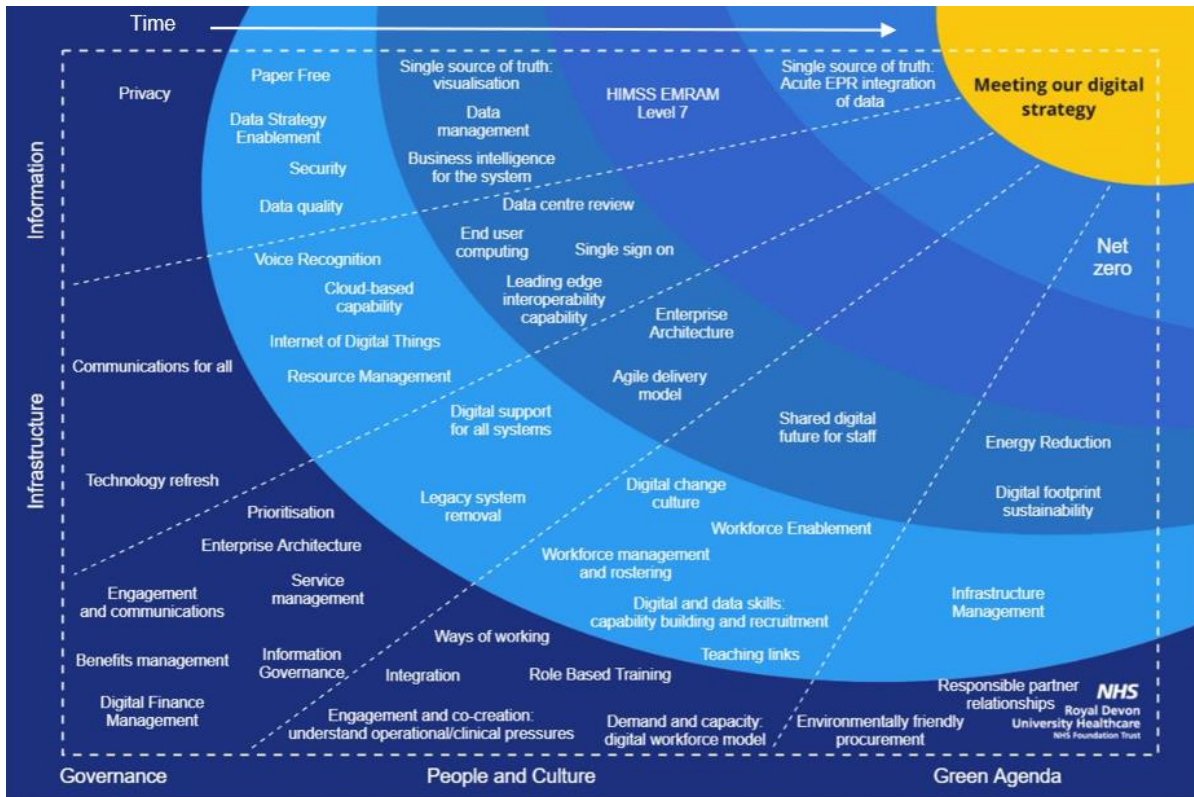 Time
Privacy
Paper Free
Data Strategy
Enablement
Security
Data quality
Single source of truth:
visualisation
Data
management
Business intelligence
for the system
HIMSS EMRAM
Level 7
Single source of truth:
Acute EPR integration
of data
Meeting our digital
strategy
Information
Data centre review
End user
computing
Single sign on
Voice Recognition
Cloud-based
capability
Leading edge
interoperability
capability
Internet of Digital Things
Resource Management
Communications for all
Technology refresh
Infrastructure
Enterprise
Architecture
Agile delivery
model
Digital support
for all systems
Legacy system
removal
Prioritisation
Enterprise Architecture
Service
management
Engagement
and communications
Benefits management
Information
Governance
Digital Finance
Management
Governance
Shared digital
future for staff
Digital change
culture
Workforce Enablement
Workforce management
and rostering
Digital and data skills:
capability building and recruitment
Teaching links
Ways of working
Integration
Role Based Training
Engagement and co-creation:
understand operational/clinical pressures
Demand and capacity:
digital workforce model
People and Culture
Net
zero
Energy Reduction
Digital footprint
sustainability
Infrastructure
Management
Responsible partner
relationships
Environmentally friendly
procurement
Green Agenda
NHS
Royal Devon
University Healthcare
NHS Foundation Trust